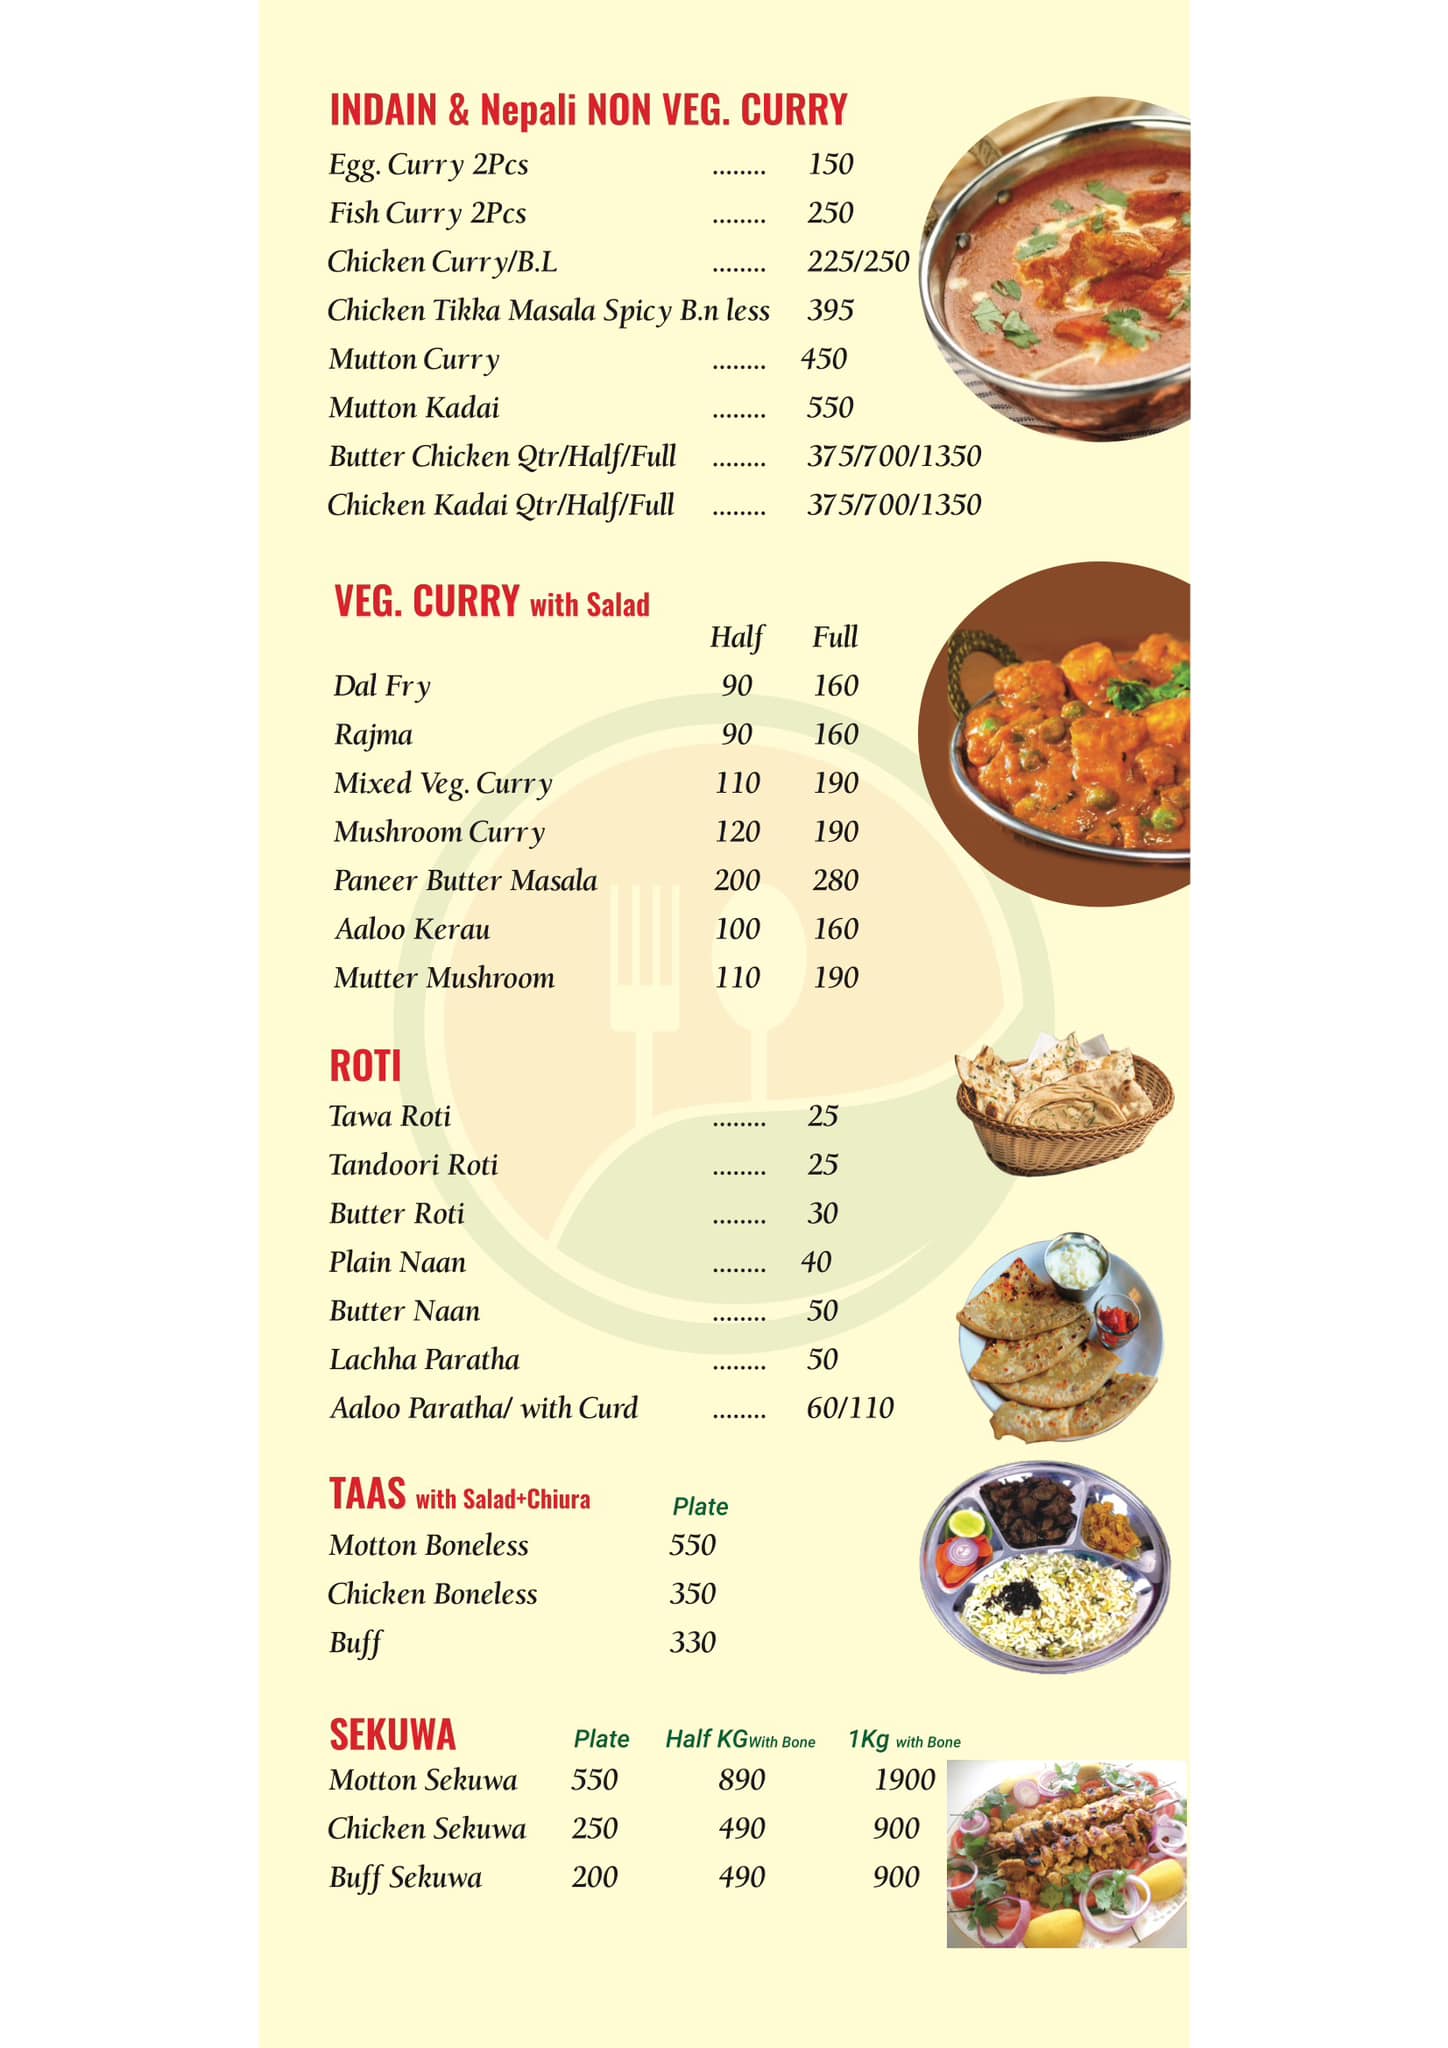 INDAIN & Nepali NON VEG. CURRY
Egg. Curry 2Pcs ........ 150
Fish Curry 2Pcs ........ 250
Chicken Curry/B.L ........ 225/250
Chicken Tikka Masala Spicy B.n less 395
Mutton Curry ........ 450
Mutton Kadai ........ 550
Butter Chicken Qtr/Half/Full ........ 375/700/1350
Chicken Kadai Qtr/Half/Full ........ 375/700/1350
VEG. CURRY with Salad
Half Full
Dal Fry 90 160
Rajma 90 160
Mixed Veg. Curry 110 190
Mushroom Curry 120 190
Paneer Butter Masala 200 280
Aaloo Kerau 100 160
Mutter Mushroom 110 190
ROTI
Tawa Roti ........ 25
Tandoori Roti ........ 25
Butter Roti ........ 30
Plain Naan ........ 40
Butter Naan ........ 50
Lachha Paratha ........ 50
Aaloo Paratha/ with Curd ........ 60/110
TAAS with Salad+Chiura Plate
Motton Boneless 550
Chicken Boneless 350
Buff 330
SEKUWA Plate Half KG With Bone 1Kg with Bone
Motton Sekuwa 550 890 1900
Chicken Sekuwa 250 490 900
Buff Sekuwa 200 490 900